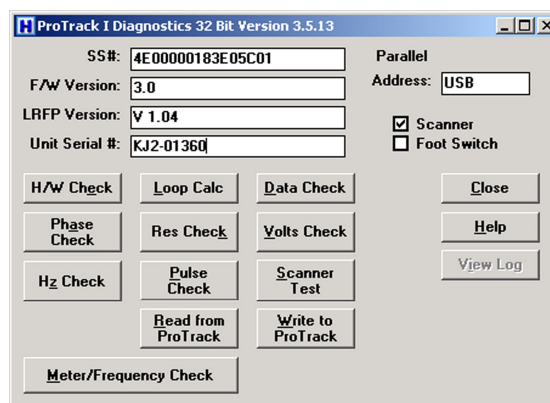 H ProTrack I Diagnostics 32 Bit Version 3.5.13
SS#: 4E00000183E05C01 Parallel
F/W Version: 3.0 Address: USB
LRFP Version: V 1.04 Scanner
Unit Serial #: KJ2-01360 Foot Switch
H/W Check Loop Calc Data Check Close
Phase Check Res Check Volts Check Help
Hz Check Pulse Check Scanner Test View Log
Read from ProTrack Write to ProTrack
Meter/Frequency Check